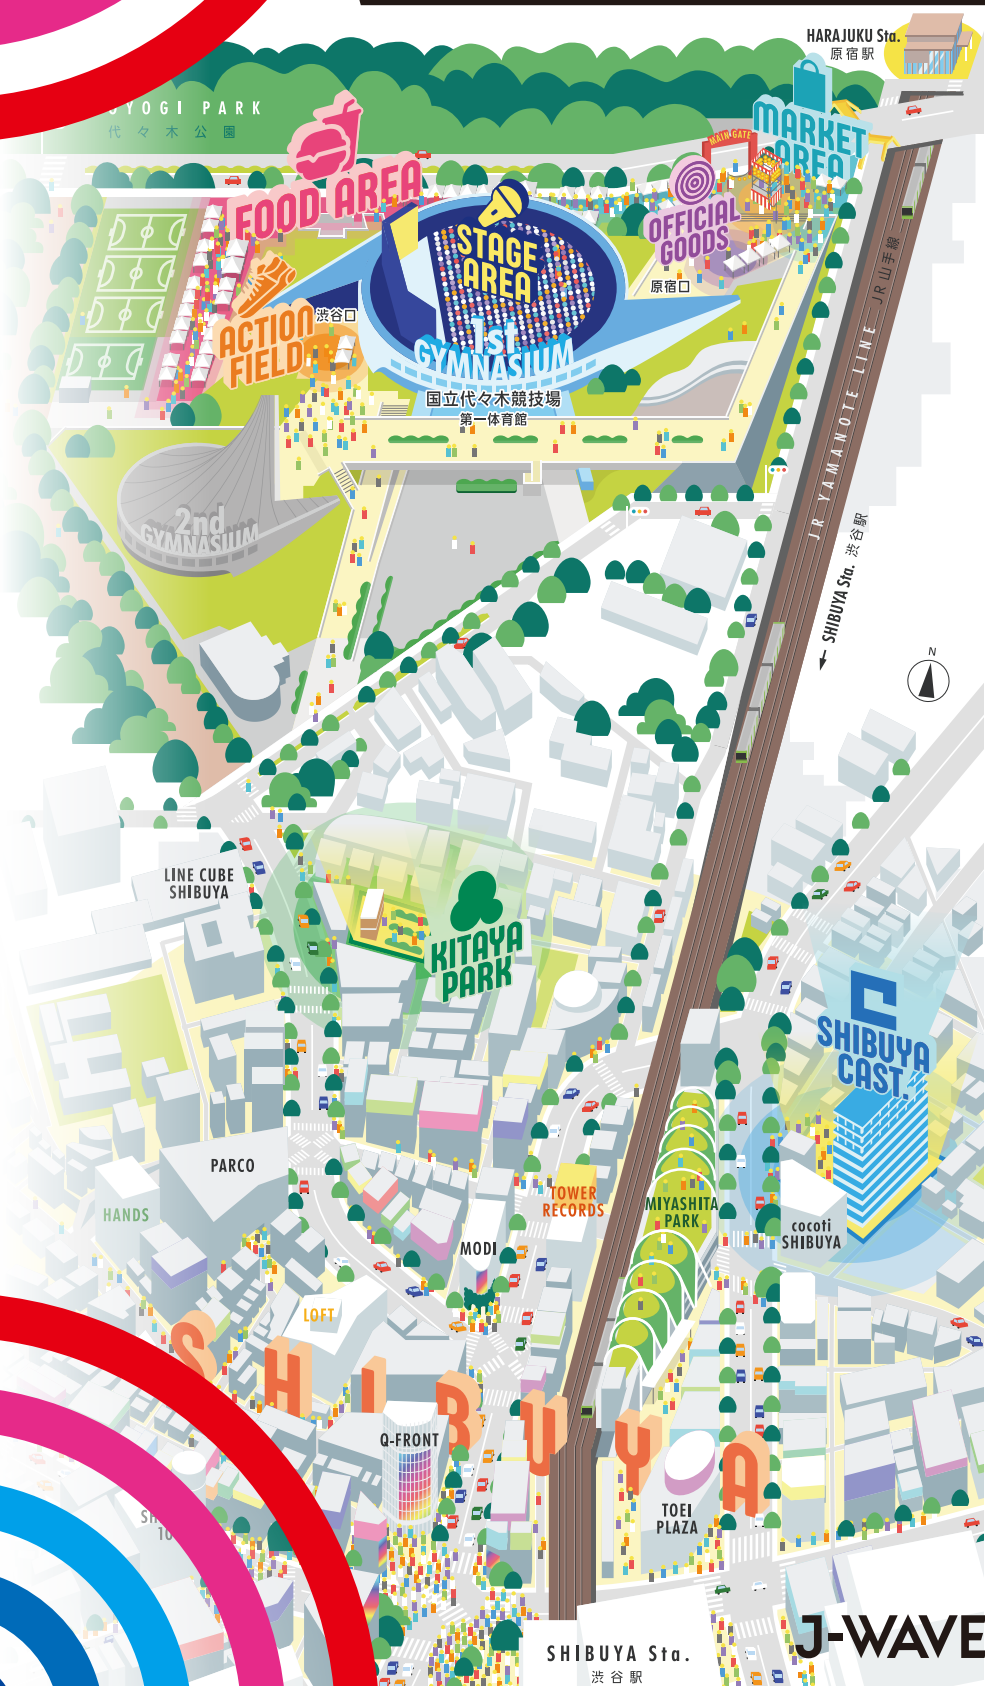 HARAJUKU Sta.
原宿駅
YOGI PARK
代々木公園
MARKET
AREA
MAIN GATE
FOOD AREA
OFFICIAL
GOODS
STAGE
AREA
原宿口
渋谷口
ACTION
FIELD
1st
GYMNASIUM
国立代々木競技場
第一体育館
JR YAMANOTE LINE JR山手線
2nd
GYMNASIUM
← SHIBUYA Sta. 渋谷駅
N
LINE CUBE
SHIBUYA
KITAYA
PARK
SHIBUYA
CAST.
PARCO
HANDS
TOWER
RECORDS
MIYASHITA
PARK
cocoti
SHIBUYA
MODI
LOFT
SHIBUYA
Q-FRONT
TOEI
PLAZA
SHIBUYA Sta.
渋谷駅
J-WAVE